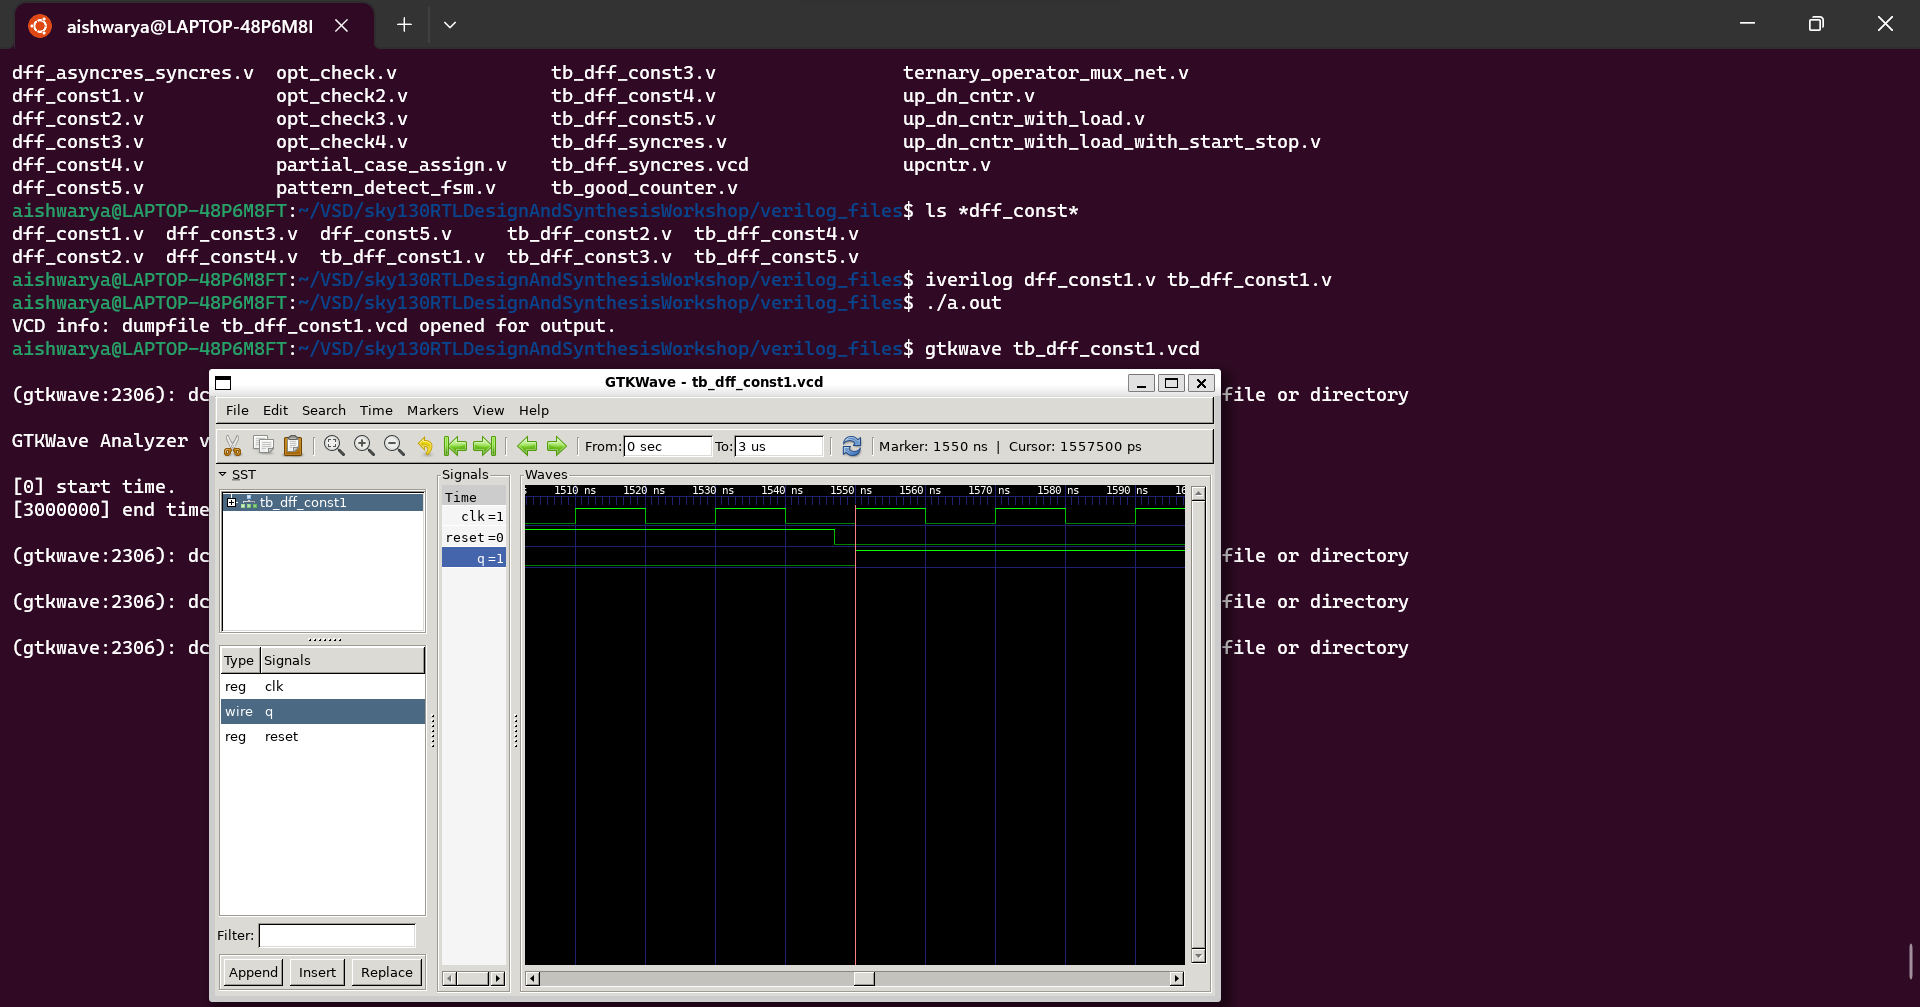 aishwarya@LAPTOP-48P6M8I
dff_asyncres_syncres.v opt_check.v tb_dff_const3.v ternary_operator_mux_net.v
dff_const1.v opt_check2.v tb_dff_const4.v up_dn_cntr.v
dff_const2.v opt_check3.v tb_dff_const5.v up_dn_cntr_with_load.v
dff_const3.v opt_check4.v tb_dff_syncres.v up_dn_cntr_with_load_with_start_stop.v
dff_const4.v partial_case_assign.v tb_dff_syncres.vcd upcntr.v
dff_const5.v pattern_detect_fsm.v tb_good_counter.v
aishwarya@LAPTOP-48P6M8FT:~/VSD/sky130RTLDesignAndSynthesisWorkshop/verilog_files$ ls *dff_const*
dff_const1.v dff_const3.v dff_const5.v tb_dff_const2.v tb_dff_const4.v
dff_const2.v dff_const4.v tb_dff_const1.v tb_dff_const3.v tb_dff_const5.v
aishwarya@LAPTOP-48P6M8FT:~/VSD/sky130RTLDesignAndSynthesisWorkshop/verilog_files$ iverilog dff_const1.v tb_dff_const1.v
aishwarya@LAPTOP-48P6M8FT:~/VSD/sky130RTLDesignAndSynthesisWorkshop/verilog_files$ ./a.out
VCD info: dumpfile tb_dff_const1.vcd opened for output.
aishwarya@LAPTOP-48P6M8FT:~/VSD/sky130RTLDesignAndSynthesisWorkshop/verilog_files$ gtkwave tb_dff_const1.vcd
(gtkwave:2306): dc file or directory
GTKWave Analyzer v
[0] start time.
[3000000] end time
(gtkwave:2306): dc file or directory
(gtkwave:2306): dc file or directory
(gtkwave:2306): dc file or directory
GTKWave - tb_dff_const1.vcd
File Edit Search Time Markers View Help
From: 0 sec To: 3 us Marker: 1550 ns | Cursor: 1557500 ps
SST
tb_dff_const1
Type Signals
reg clk
wire q
reg reset
Filter:
Append Insert Replace
Signals
Time
clk =1
reset =0
q =1
Waves
s 1510 ns 1520 ns 1530 ns 1540 ns 1550 ns 1560 ns 1570 ns 1580 ns 1590 ns 16